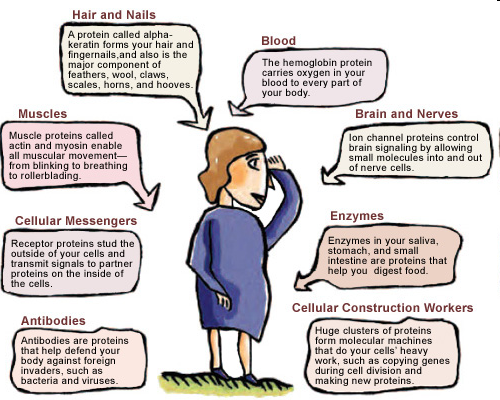 Hair and Nails
A protein called alpha-
keratin forms your hair and
fingernails,and also is the
major component of
feathers, wool, claws,
scales, horns, and hooves.
Blood
The hemoglobin protein
carries oxygen in your
blood to every part of
your body.
Muscles
Muscle proteins called
actin and myosin enable
all muscular movement—
from blinking to breathing
to rollerblading.
Brain and Nerves
Ion channel proteins control
brain signaling by allowing
small molecules into and out
of nerve cells.
Cellular Messengers
Receptor proteins stud the
outside of your cells and
transmit signals to partner
proteins on the inside of
the cells.
Enzymes
Enzymes in your saliva,
stomach, and small
intestine are proteins that
help you digest food.
Antibodies
Antibodies are proteins
that help defend your
body against foreign
invaders, such as
bacteria and viruses.
Cellular Construction Workers
Huge clusters of proteins
form molecular machines
that do your cells' heavy
work, such as copying genes
during cell division and
making new proteins.